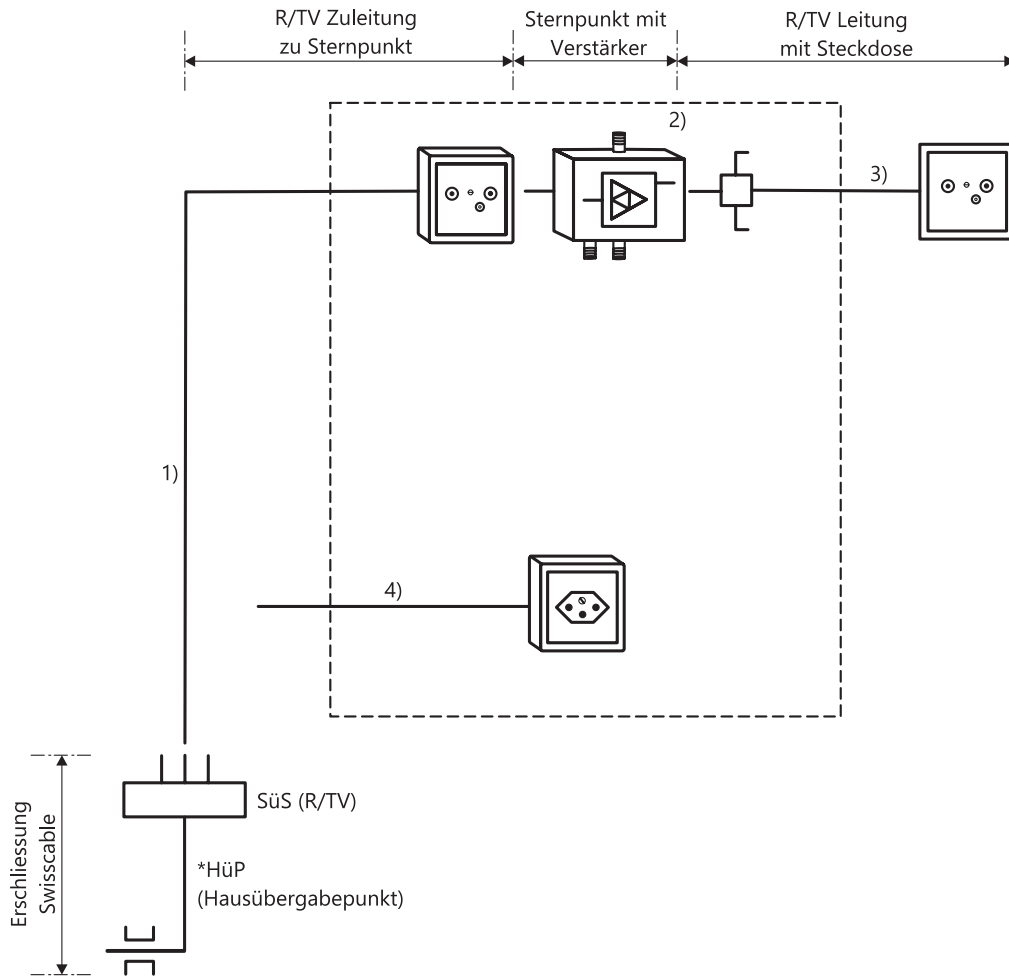 R/TV Zuleitung
zu Sternpunkt
Sternpunkt mit
Verstärker
R/TV Leitung
mit Steckdose
2)
3)
1)
4)
SüS (R/TV)
*HüP
(Hausübergabepunkt)
Erschliessung
Swisscable